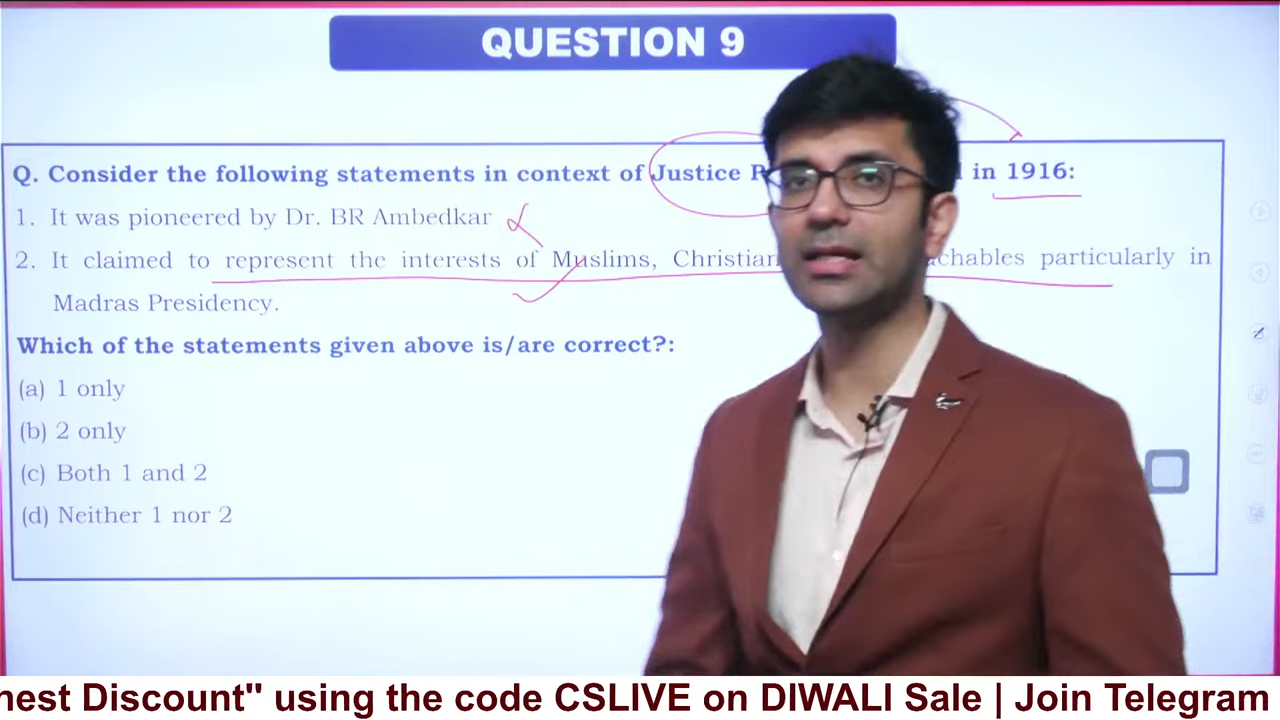 QUESTION 9
Q. Consider the following statements in context of Justice in 1916:
1. It was pioneered by Dr. BR Ambedkar
2. It claimed to represent the interests of Muslims, particularly in
Madras Presidency.
Which of the statements given above is/are correct?:
(a) 1 only
(b) 2 only
(c) Both 1 and 2
(d) Neither 1 nor 2
Discount" using the code CSLIVE on DIWALI Sale | Join Telegram